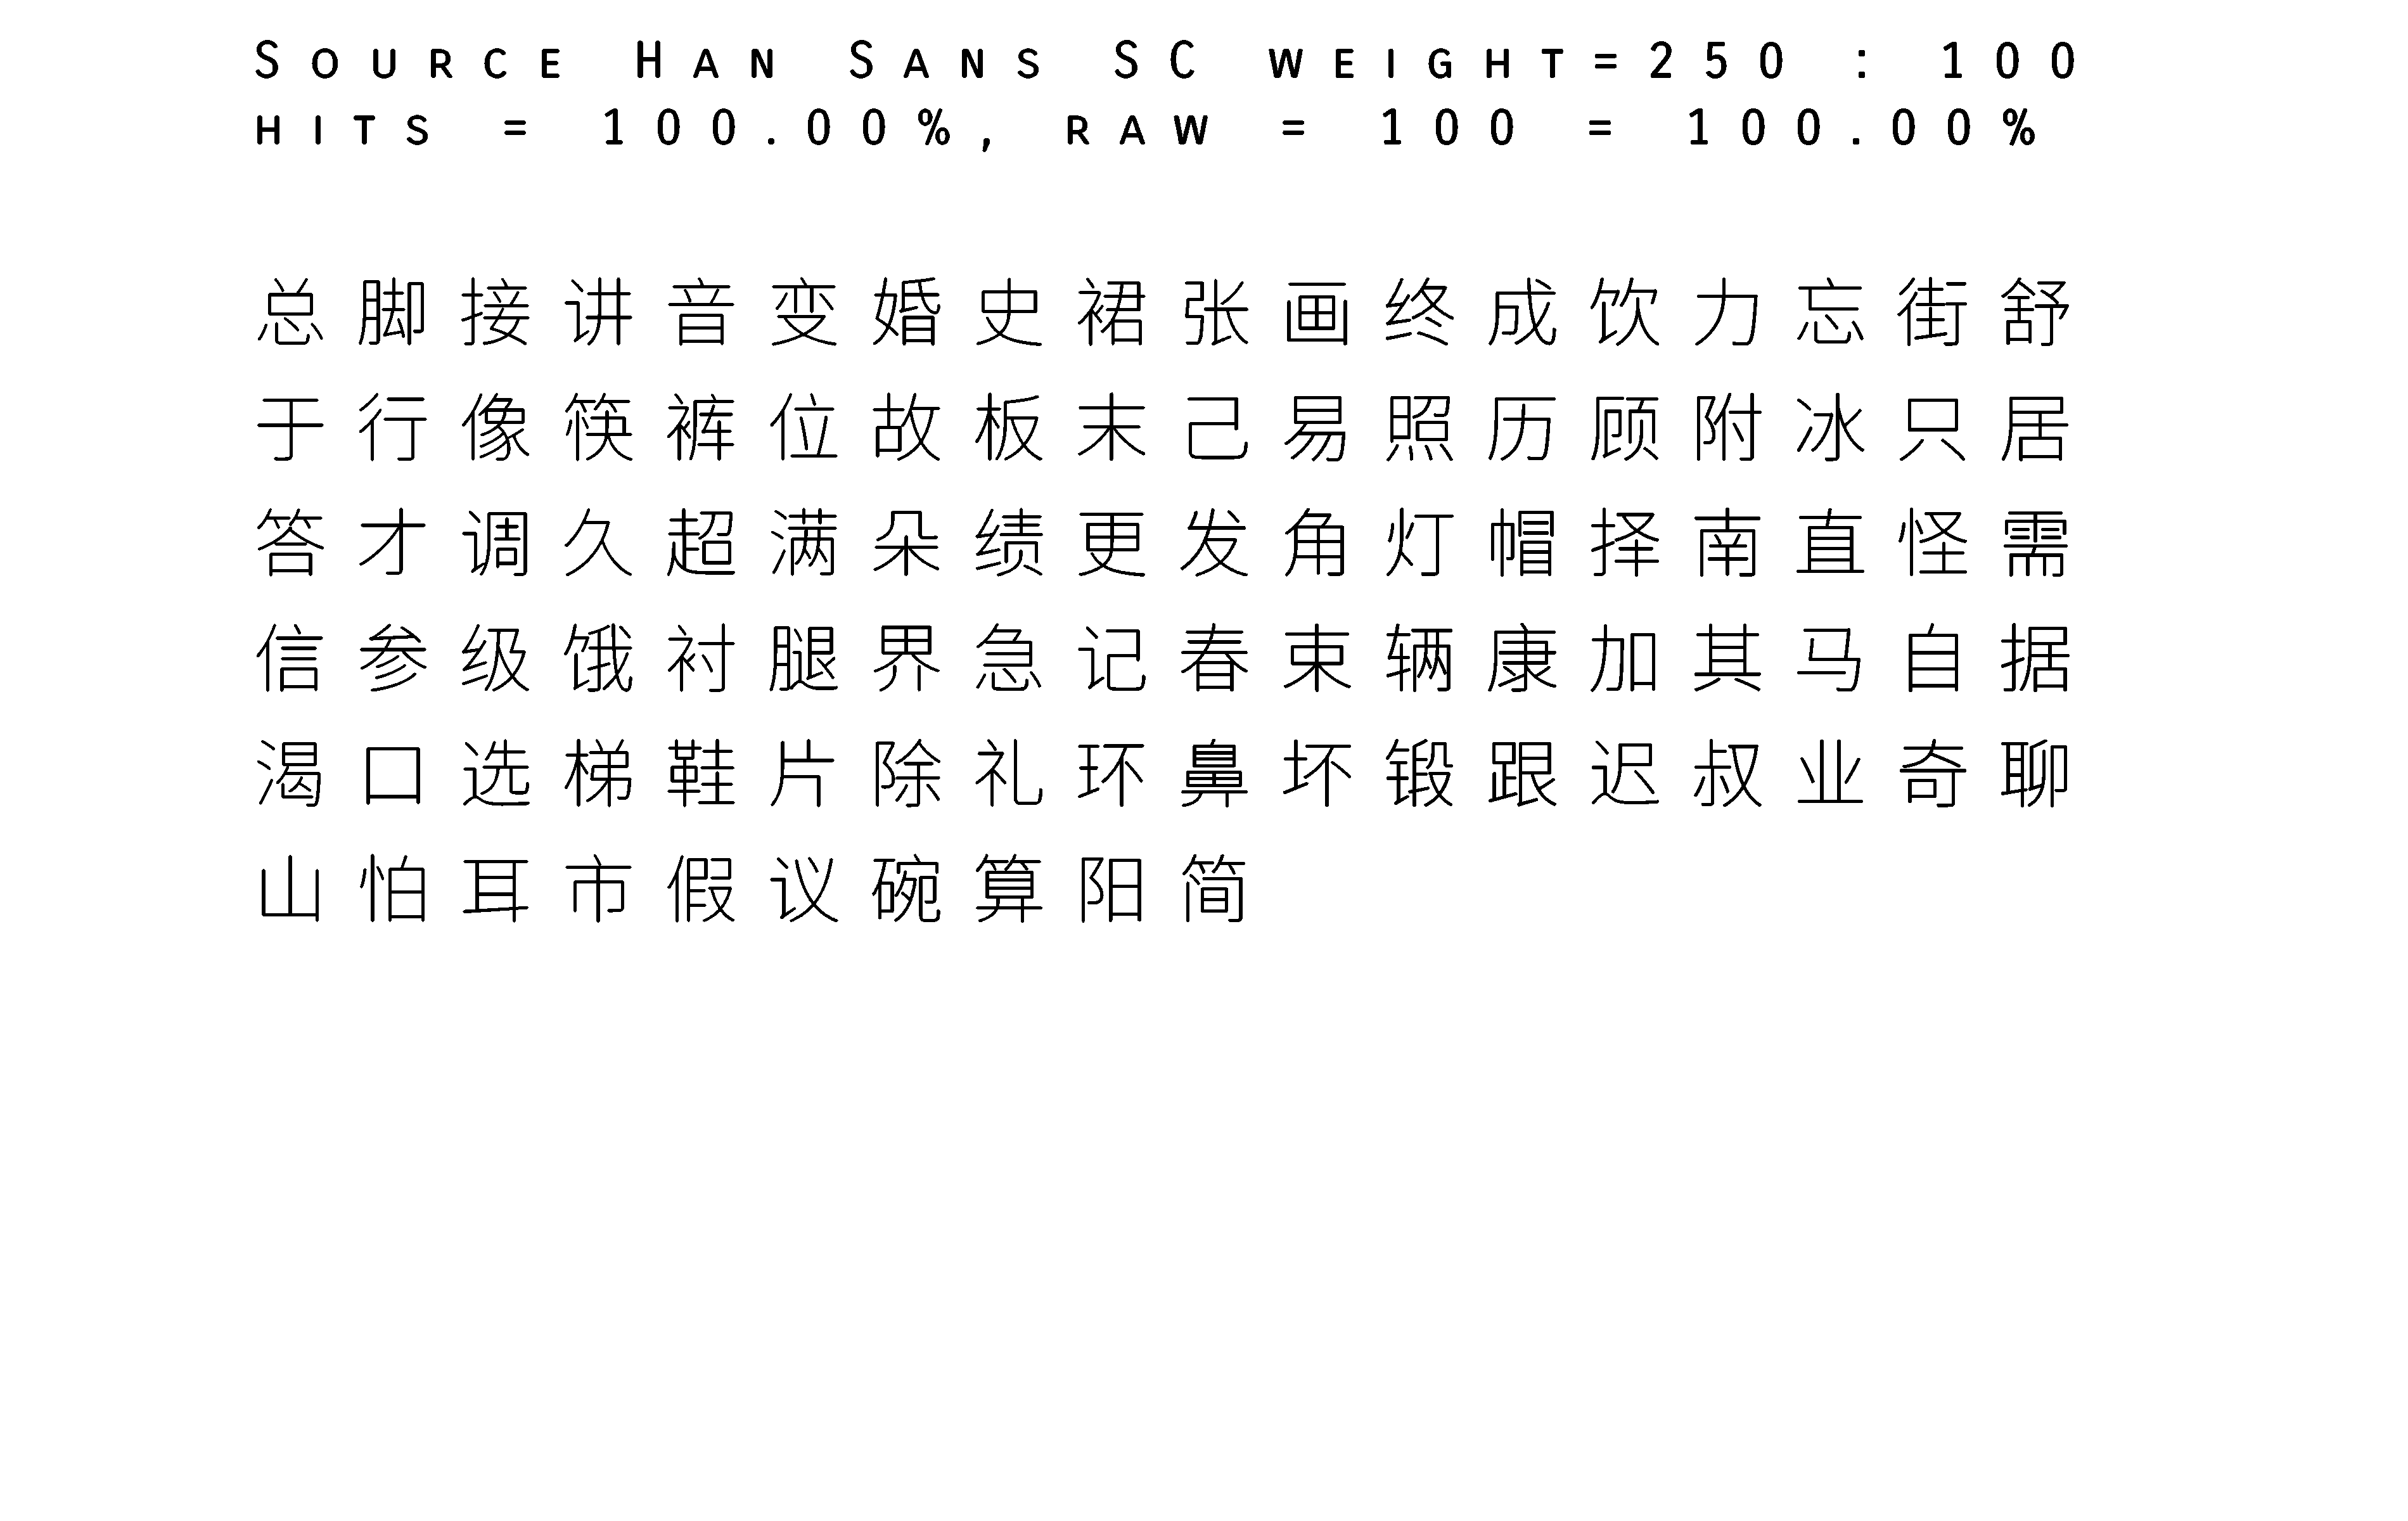 Source Han Sans SC weight=250 : 100
hits = 100.00%, raw = 100 = 100.00%
总脚接讲音变婚史裙张画终成饮力忘街舒
于行像筷裤位故板末己易照历顾附冰只居
答才调久超满朵绩更发角灯帽择南直怪需
信参级饿衬腿界急记春束辆康加其马自据
渴口选梯鞋片除礼环鼻坏锻跟迟叔业奇聊
山怕耳市假议碗算阳简